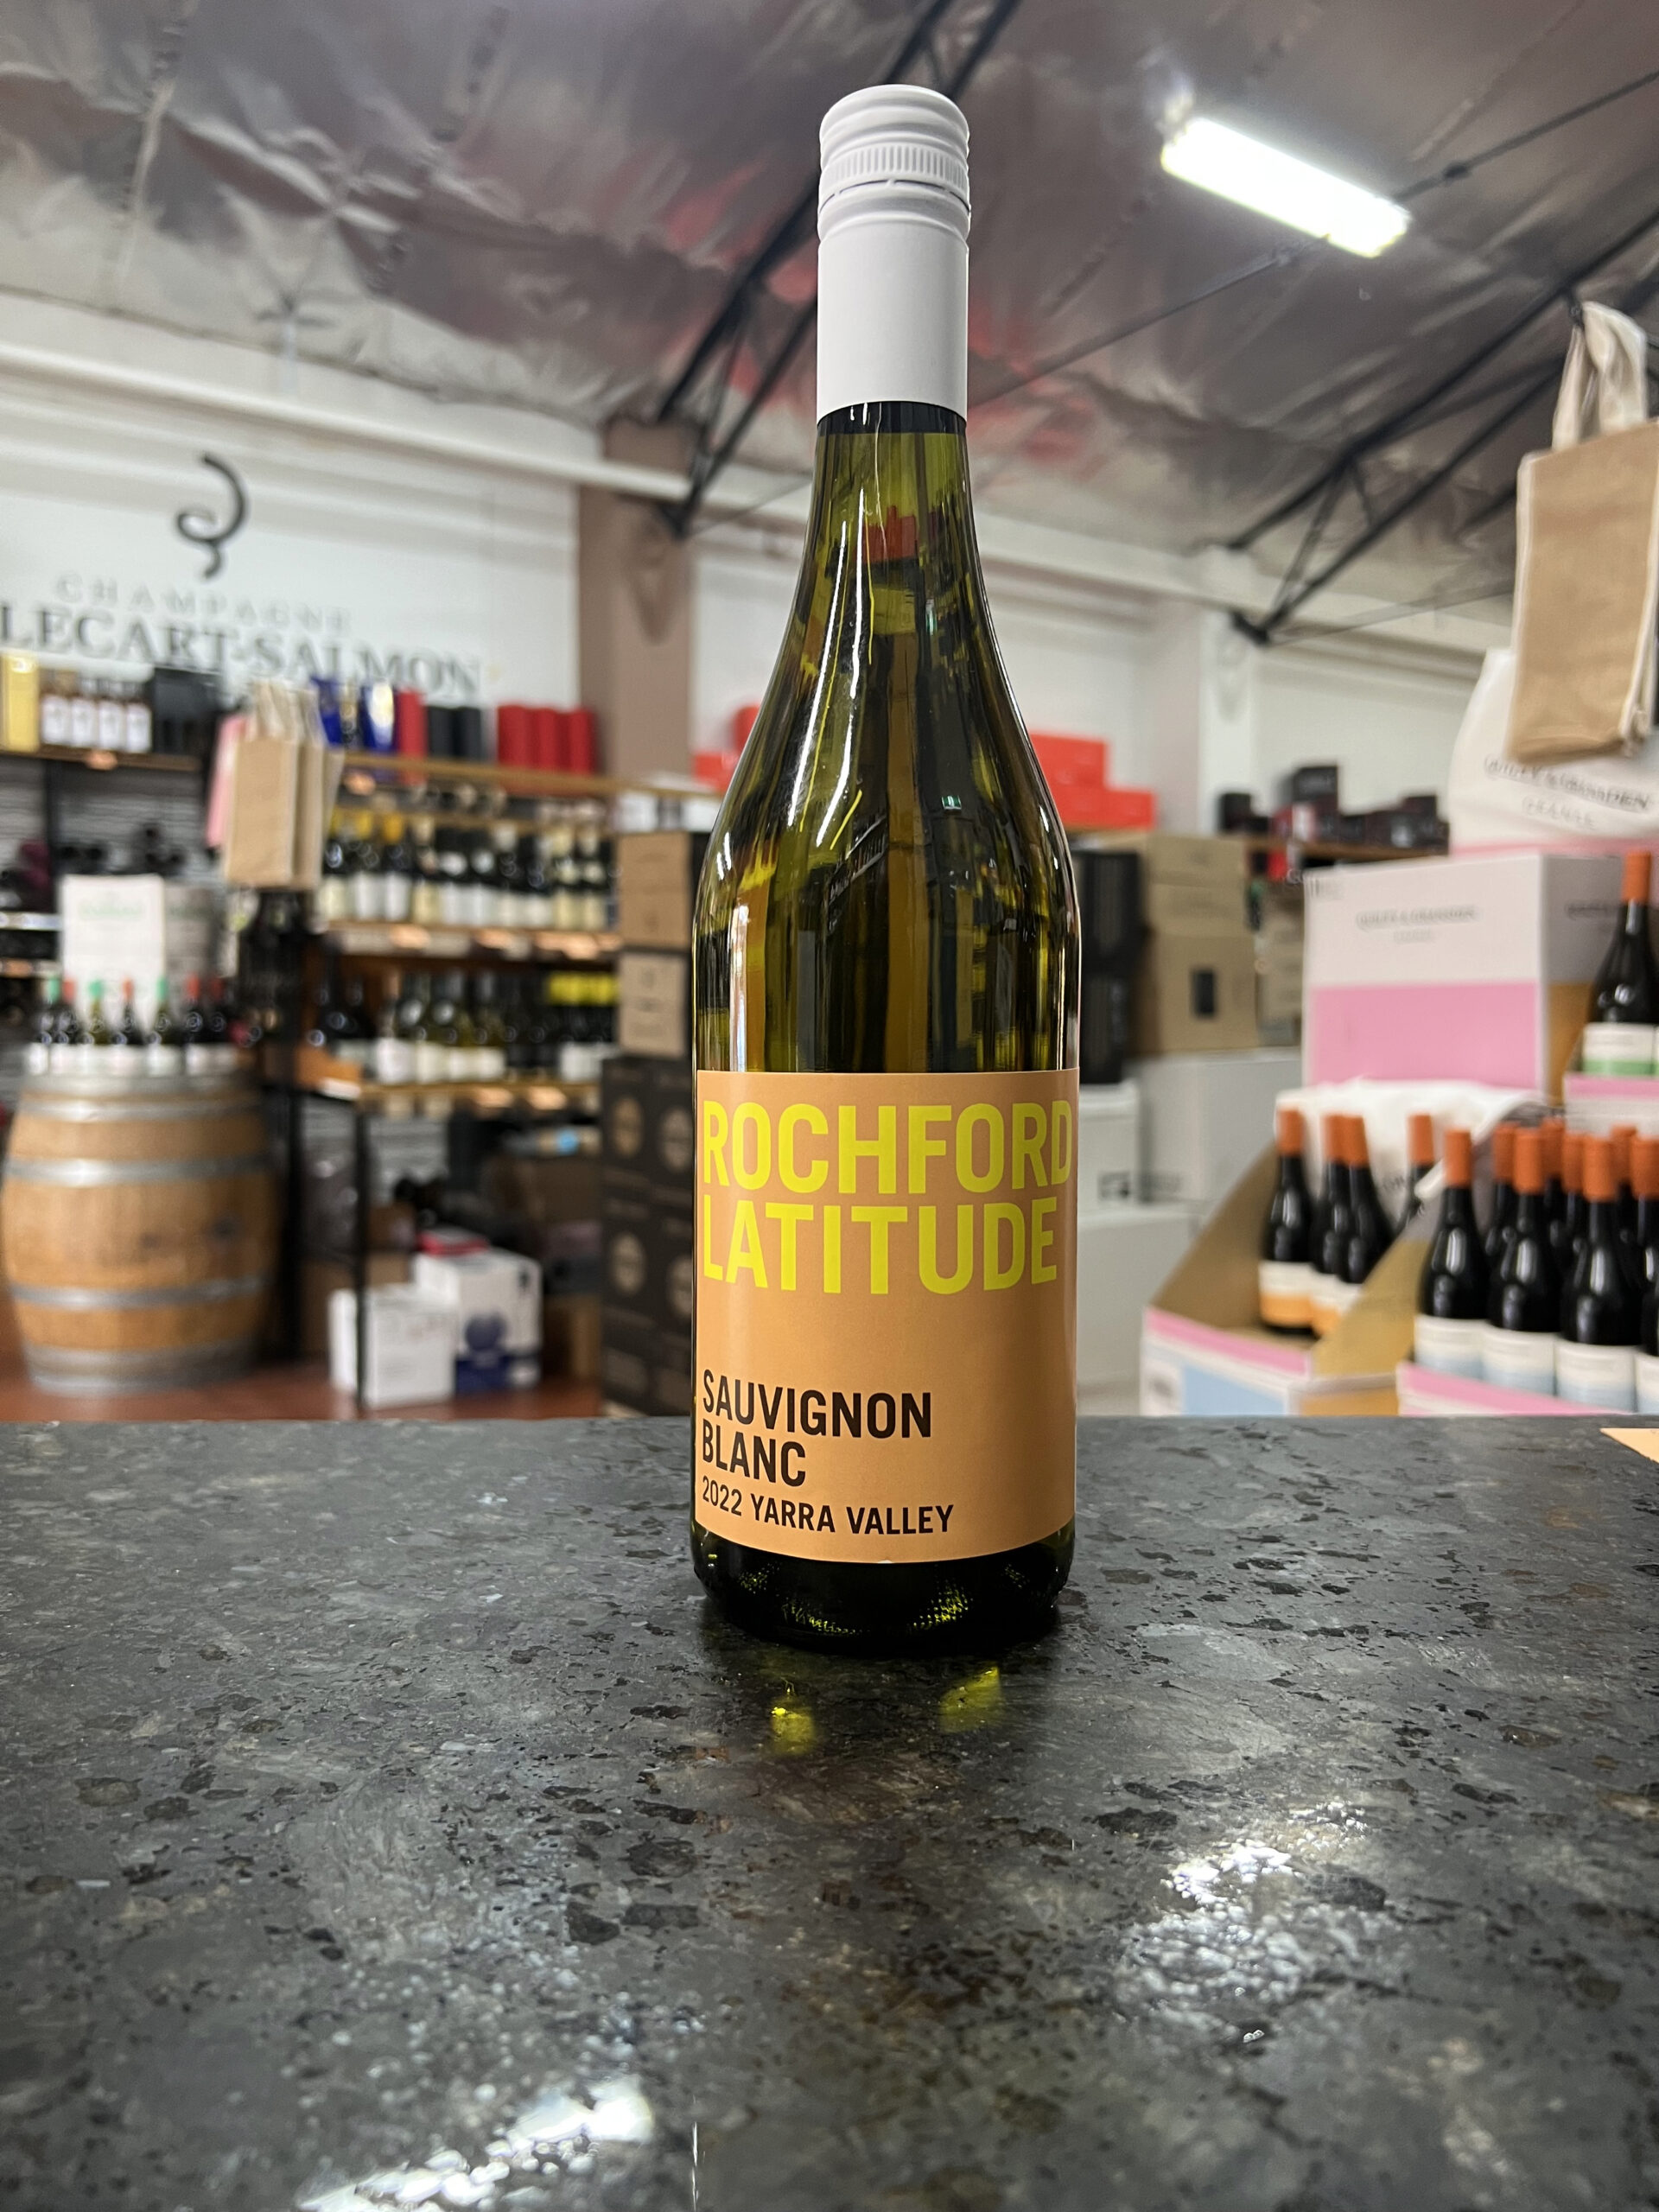 CHAMPAGNE
LECART-SALMON
ROCHFORD
LATITUDE
SAUVIGNON
BLANC
2022 YARRA VALLEY